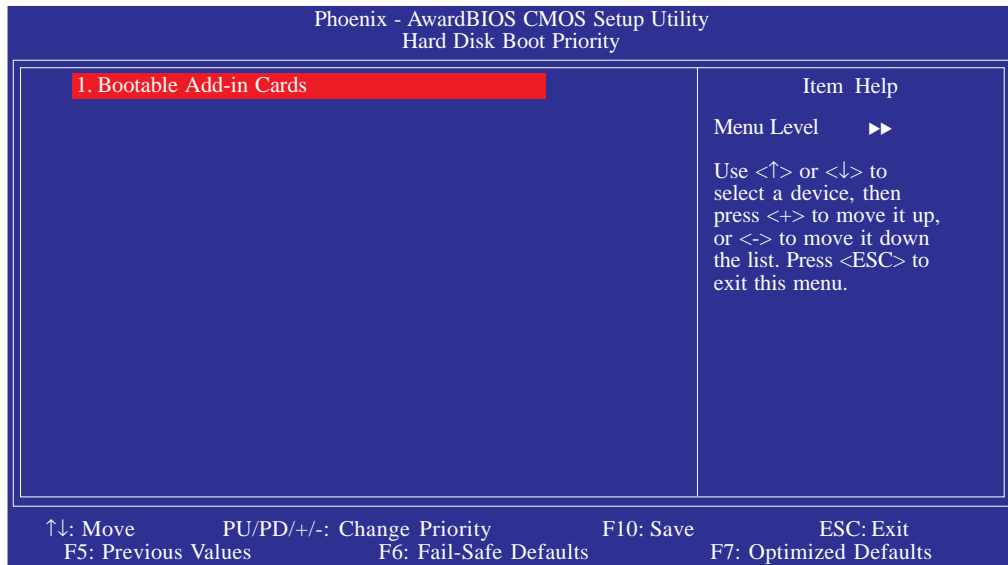 Phoenix - AwardBIOS CMOS Setup Utility
Hard Disk Boot Priority
1. Bootable Add-in Cards
Item Help
Menu Level ▸▸
Use <↑> or <↓> to
select a device, then
press <+> to move it up,
or <-> to move it down
the list. Press <ESC> to
exit this menu.
↑↓: Move PU/PD/+/-: Change Priority F10: Save ESC: Exit
F5: Previous Values F6: Fail-Safe Defaults F7: Optimized Defaults